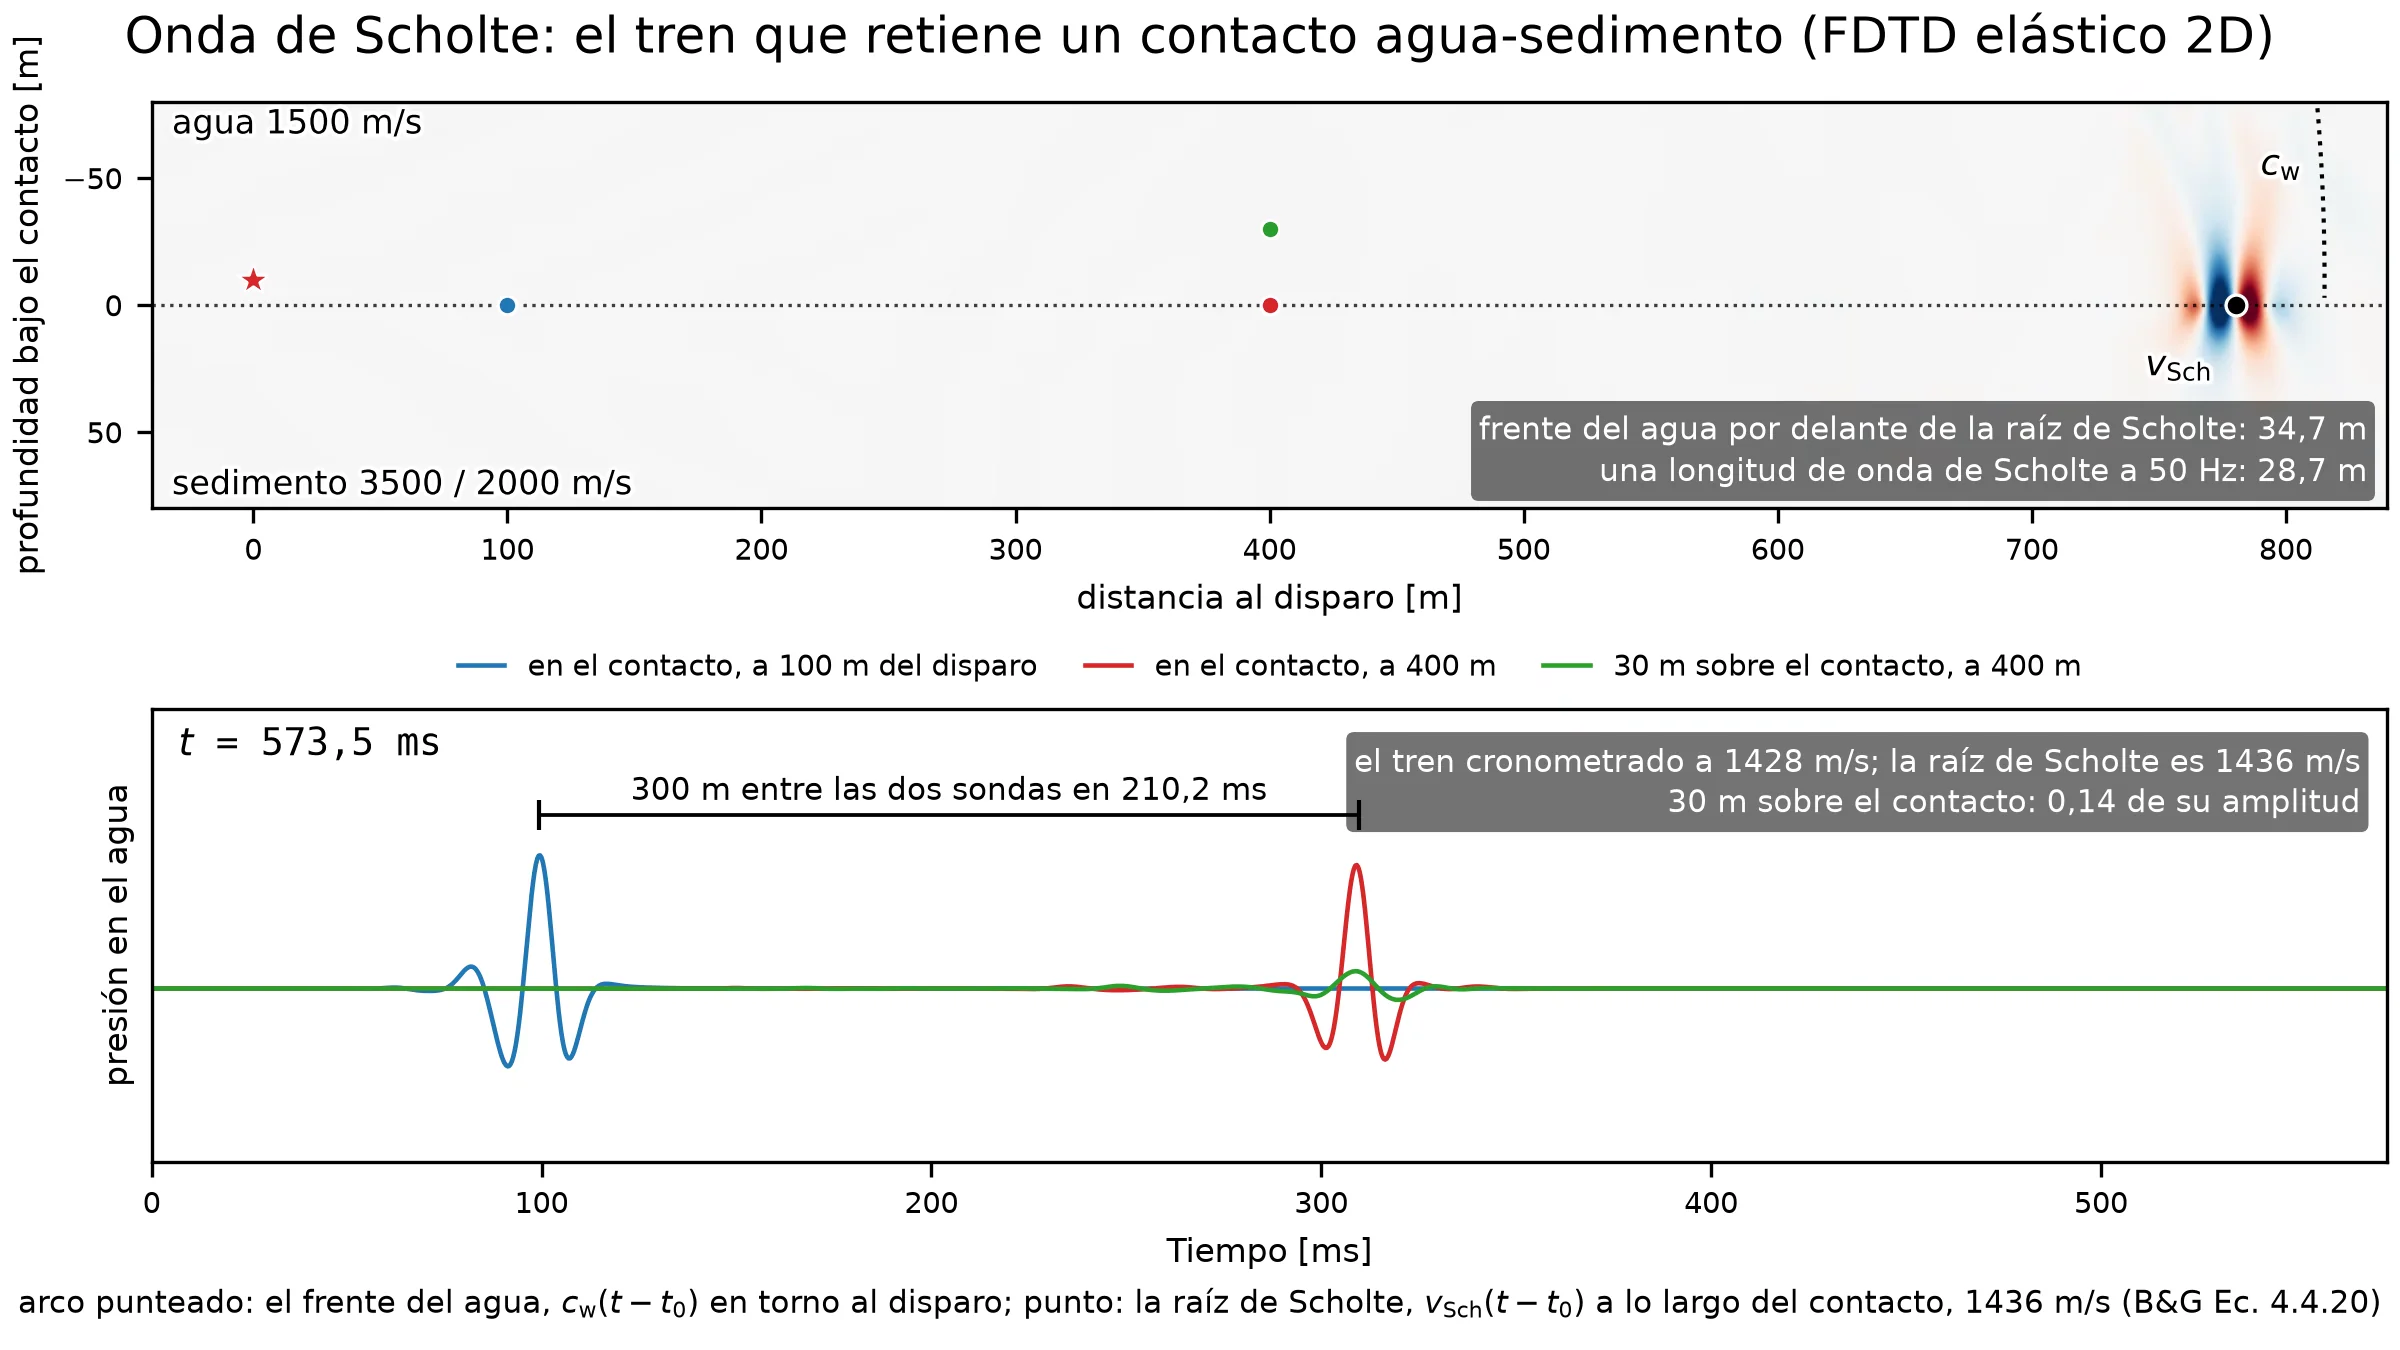 Onda de Scholte: el tren que retiene un contacto agua-sedimento (FDTD elástico 2D)
profundidad bajo el contacto [m]
agua 1500 m/s
−50
0
50
c_w
v_Sch
frente del agua por delante de la raíz de Scholte: 34,7 m
una longitud de onda de Scholte a 50 Hz: 28,7 m
sedimento 3500 / 2000 m/s
0 100 200 300 400 500 600 700 800
distancia al disparo [m]
en el contacto, a 100 m del disparo
en el contacto, a 400 m
30 m sobre el contacto, a 400 m
t = 573,5 ms
el tren cronometrado a 1428 m/s; la raíz de Scholte es 1436 m/s
30 m sobre el contacto: 0,14 de su amplitud
300 m entre las dos sondas en 210,2 ms
presión en el agua
0 100 200 300 400 500
Tiempo [ms]
arco punteado: el frente del agua, c_w(t − t_0) en torno al disparo; punto: la raíz de Scholte, v_Sch(t − t_0) a lo largo del contacto, 1436 m/s (B&G Ec. 4.4.20)